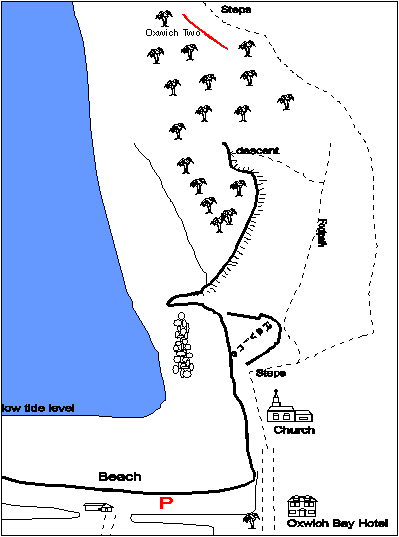 Steps
Oxwich Two
descent
Footpath
Steps
low tide level
Church
Beach
P
Oxwich Bay Hotel